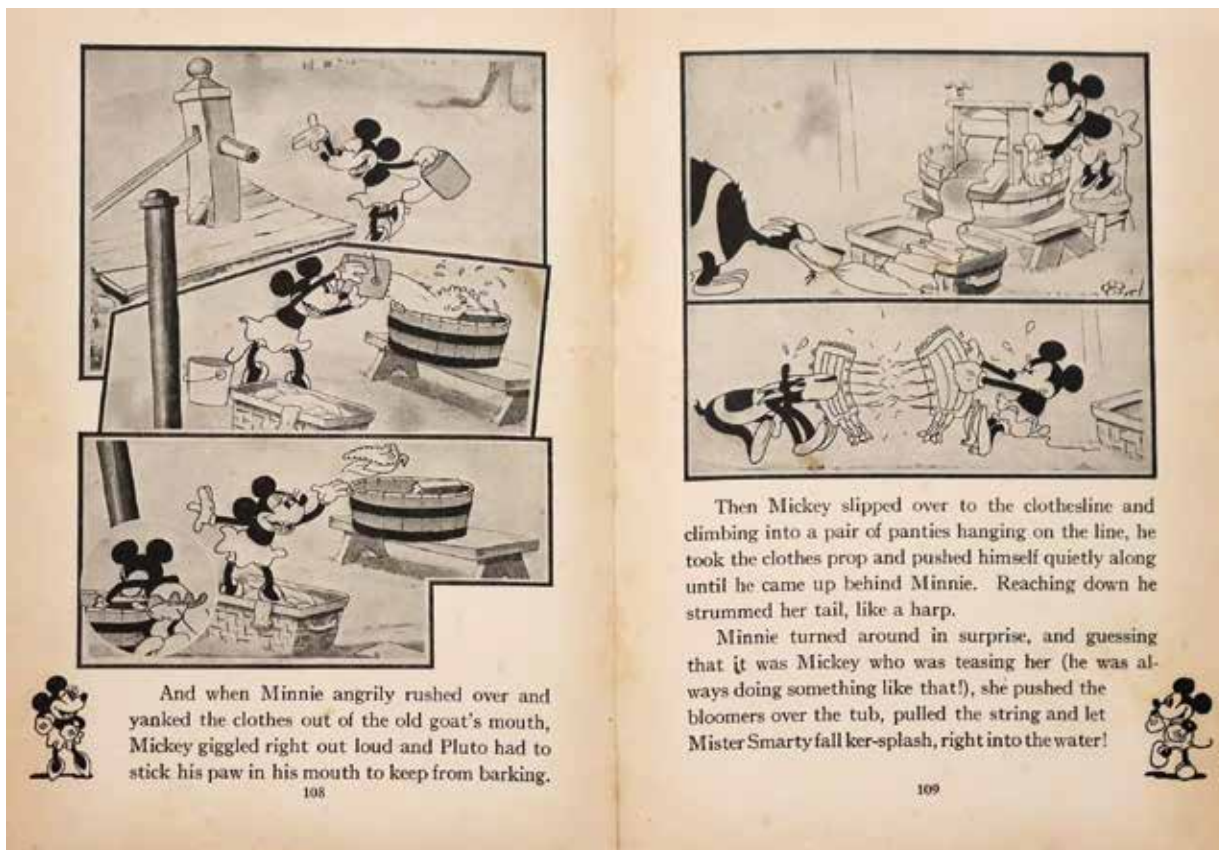 And when Minnie angrily rushed over and
yanked the clothes out of the old goat's mouth,
Mickey giggled right out loud and Pluto had to
stick his paw in his mouth to keep from barking.
108
Then Mickey slipped over to the clothesline and
climbing into a pair of panties hanging on the line, he
took the clothes prop and pushed himself quietly along
until he came up behind Minnie. Reaching down he
strummed her tail, like a harp.
Minnie turned around in surprise, and guessing
that it was Mickey who was teasing her (he was al-
ways doing something like that!), she pushed the
bloomers over the tub, pulled the string and let
Mister Smarty fall ker-splash, right into the water!
109